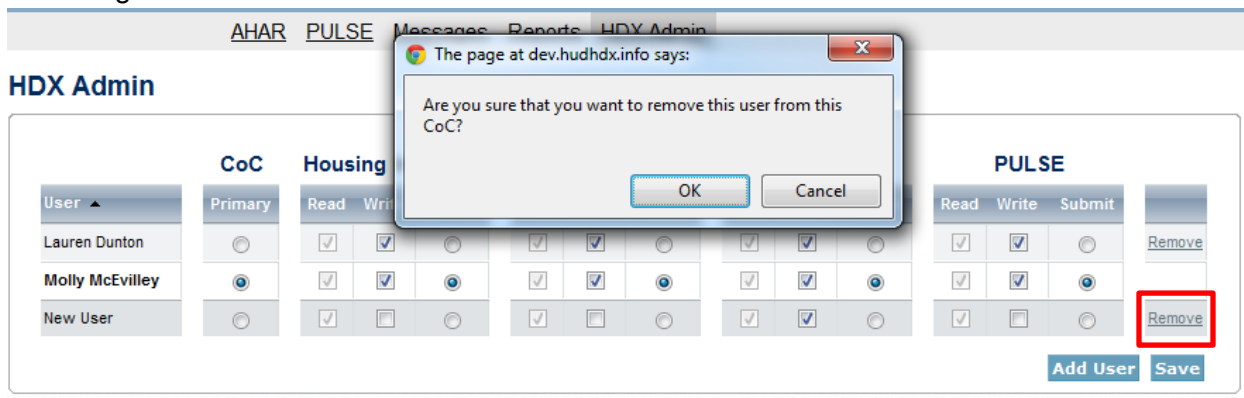 AHAR PULSE Messages Reports HDX Admin
The page at dev.hudhdx.info says:
HDX Admin
Are you sure that you want to remove this user from this
CoC?
OK Cancel
CoC Housing PULSE
User Primary Read Read Write Submit
Lauren Dunton Remove
Molly McEvilley
New User Remove
Add User Save